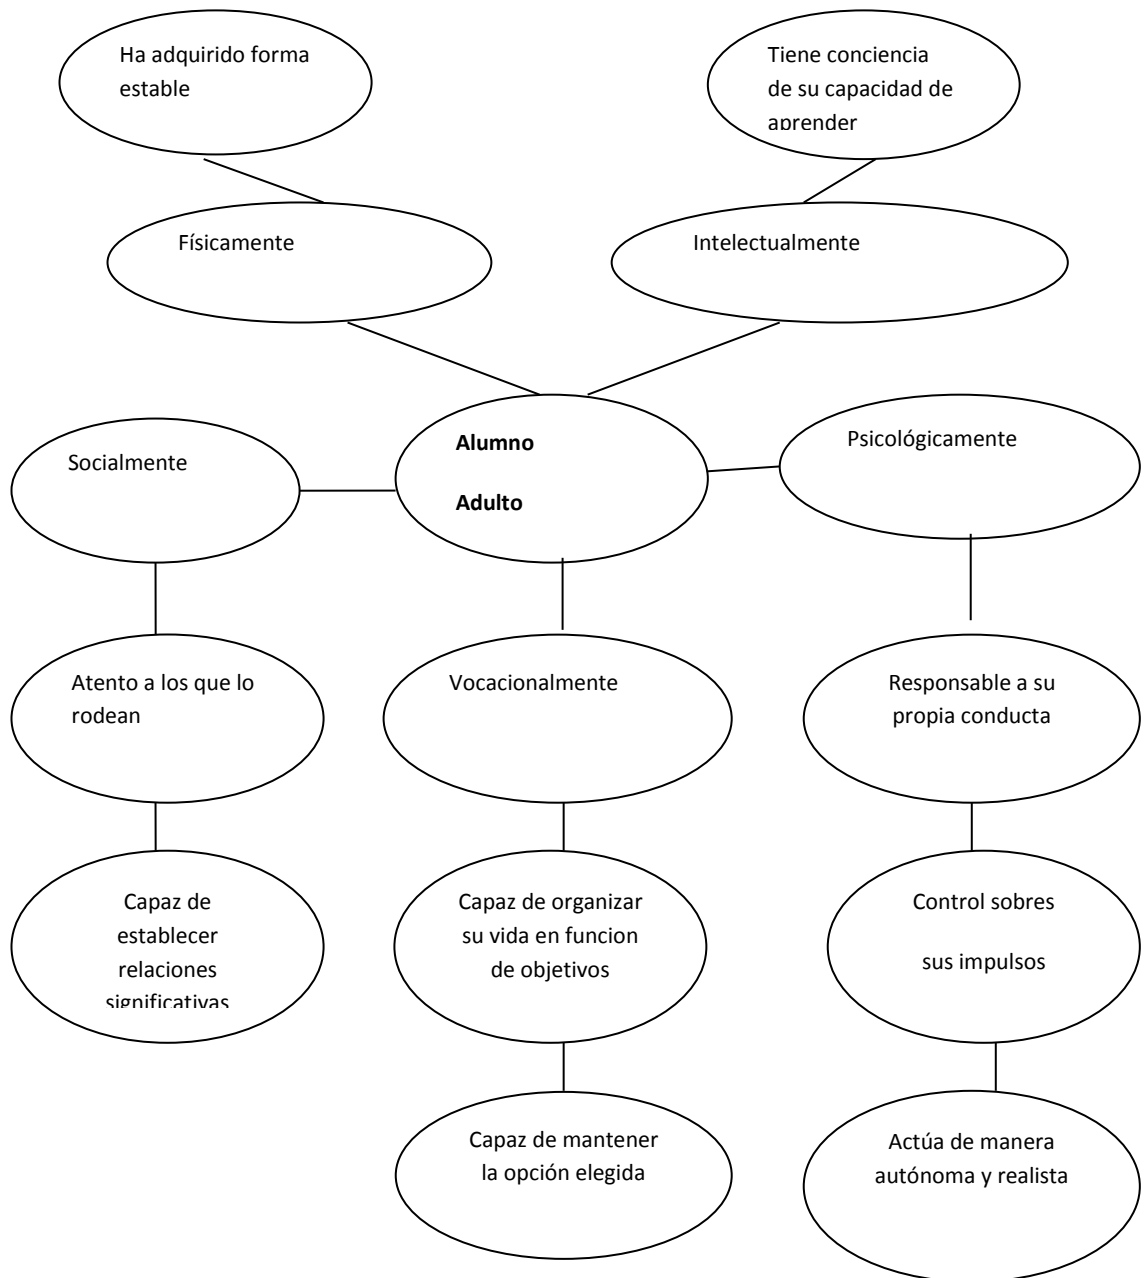 Ha adquirido forma
estable
Tiene conciencia
de su capacidad de
aprender
Físicamente
Intelectualmente
Alumno
Adulto
Socialmente
Psicológicamente
Atento a los que lo
rodean
Vocacionalmente
Responsable a su
propia conducta
Capaz de
establecer
relaciones
significativas
Capaz de organizar
su vida en funcion
de objetivos
Control sobres
sus impulsos
Capaz de mantener
la opción elegida
Actúa de manera
autónoma y realista